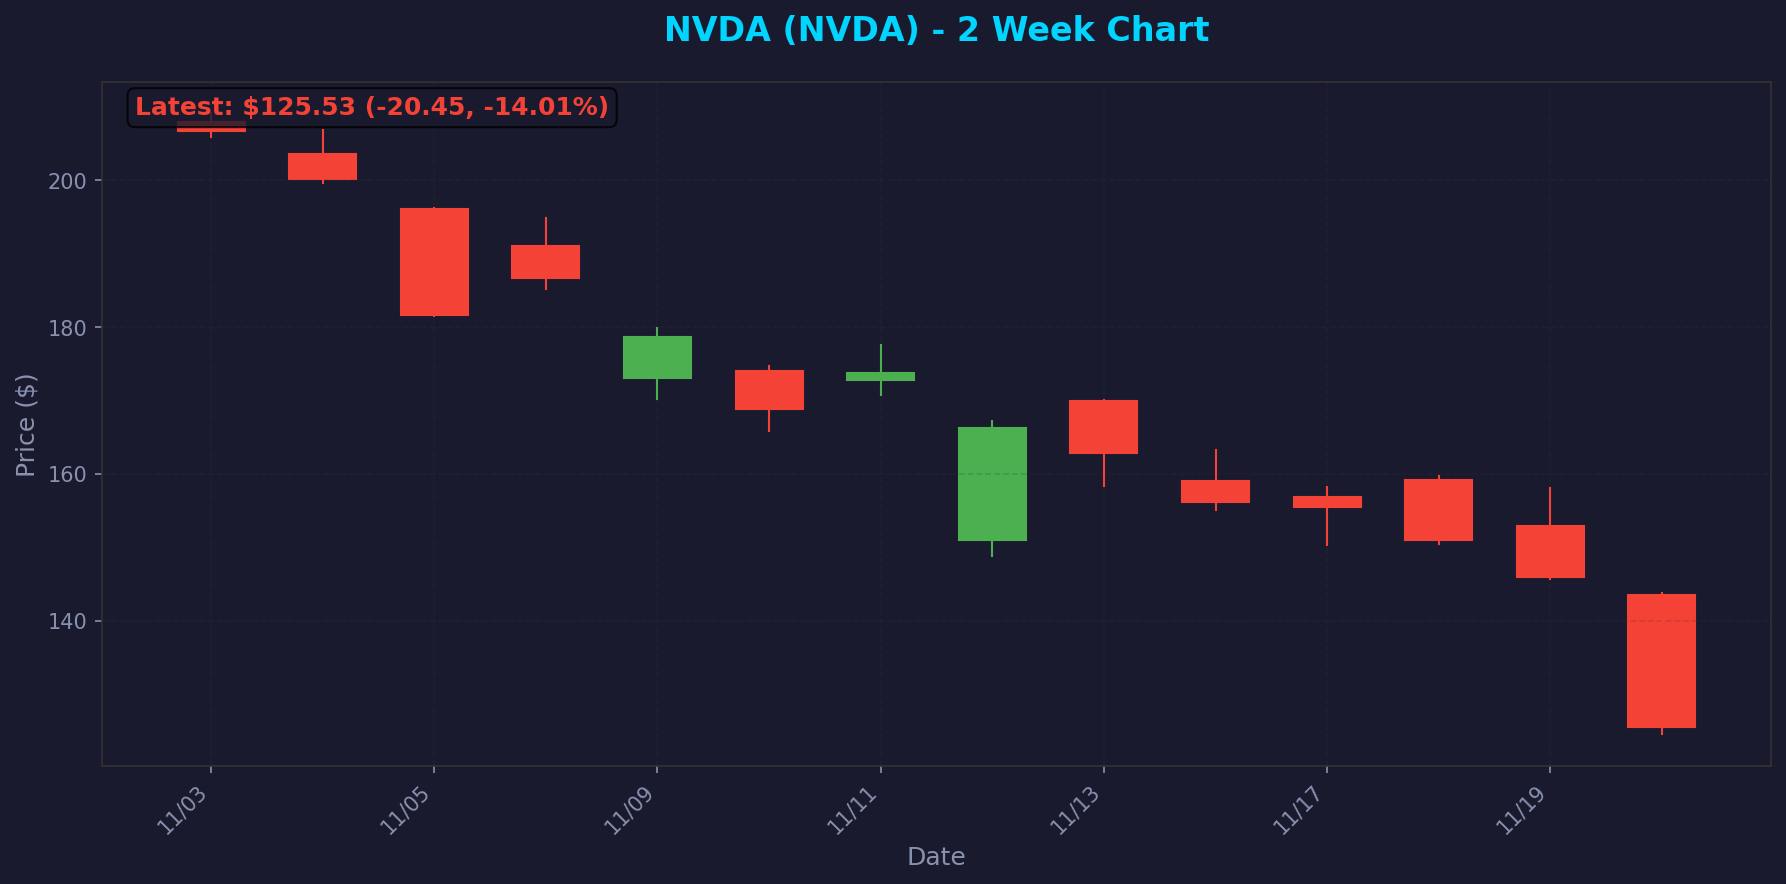 NVDA (NVDA) - 2 Week Chart
Latest: $125.53 (-20.45, -14.01%)
Price ($)
200
180
160
140
11/03
11/05
11/09
11/11
11/13
11/17
11/19
Date